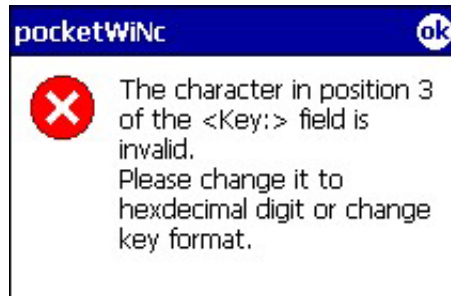 pocketWiNc ok
The character in position 3
of the <Key:> field is
invalid.
Please change it to
hexdecimal digit or change
key format.